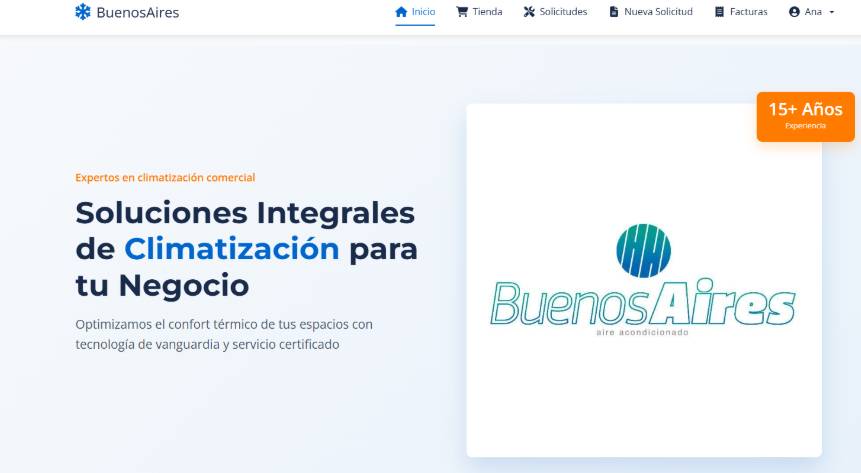 BuenosAires
Inicio
Tienda
Solicitudes
Nueva Solicitud
Facturas
Ana
15+ Años
Experiencia
Expertos en climatización comercial
Soluciones Integrales
de Climatización para
tu Negocio
Optimizamos el confort térmico de tus espacios con
tecnología de vanguardia y servicio certificado
BuenosAires
aire acondicionado